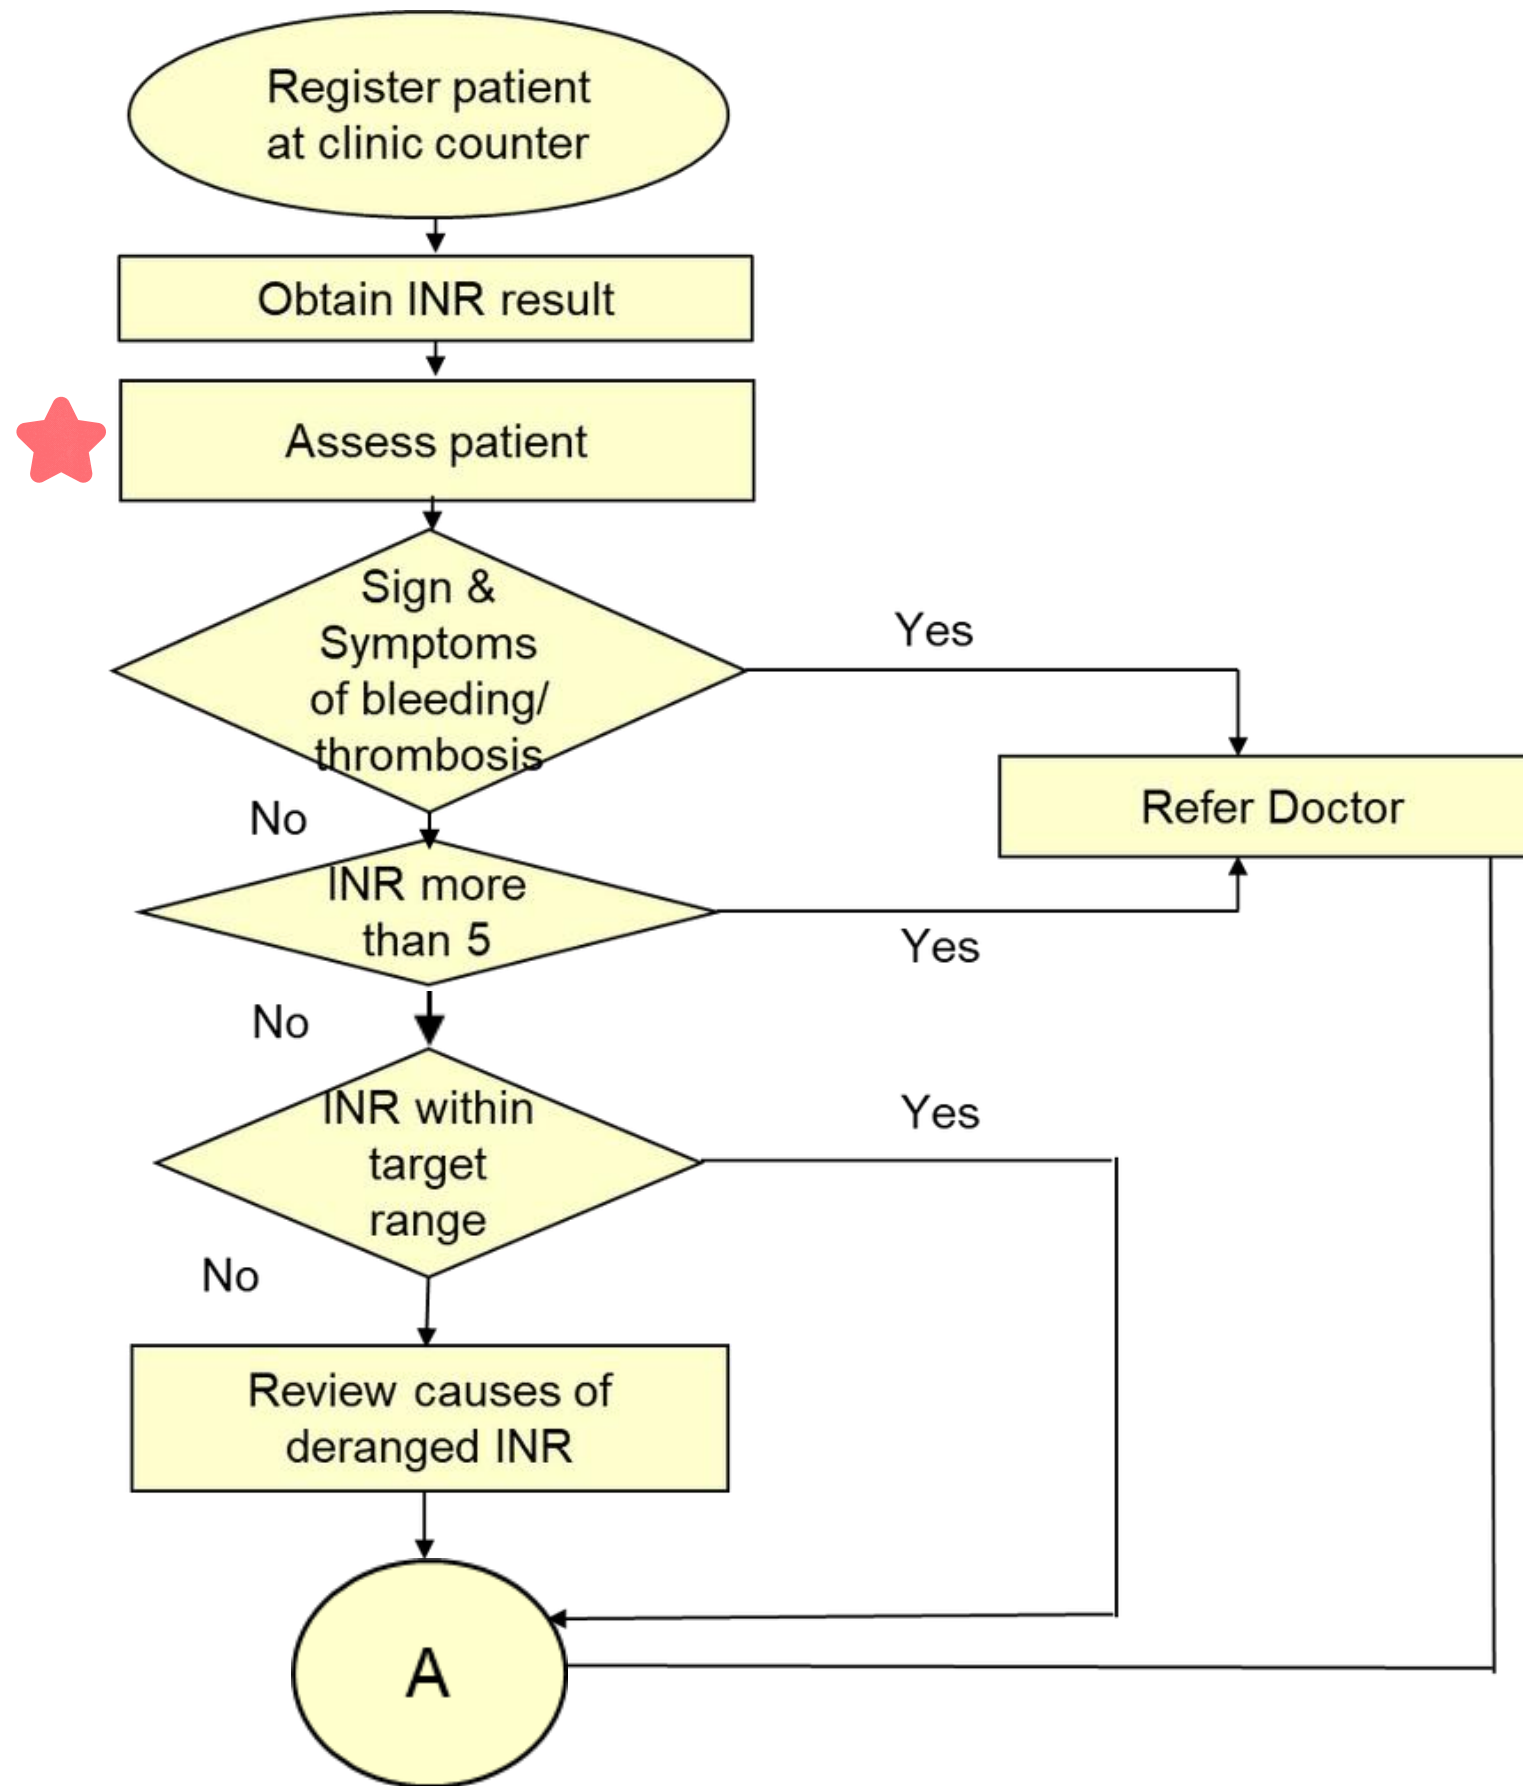 Register patient
at clinic counter
Obtain INR result
Assess patient
Sign &
Symptoms
of bleeding/
thrombosis
Yes
Refer Doctor
No
INR more
than 5
Yes
No
INR within
target
range
Yes
No
Review causes of
deranged INR
A